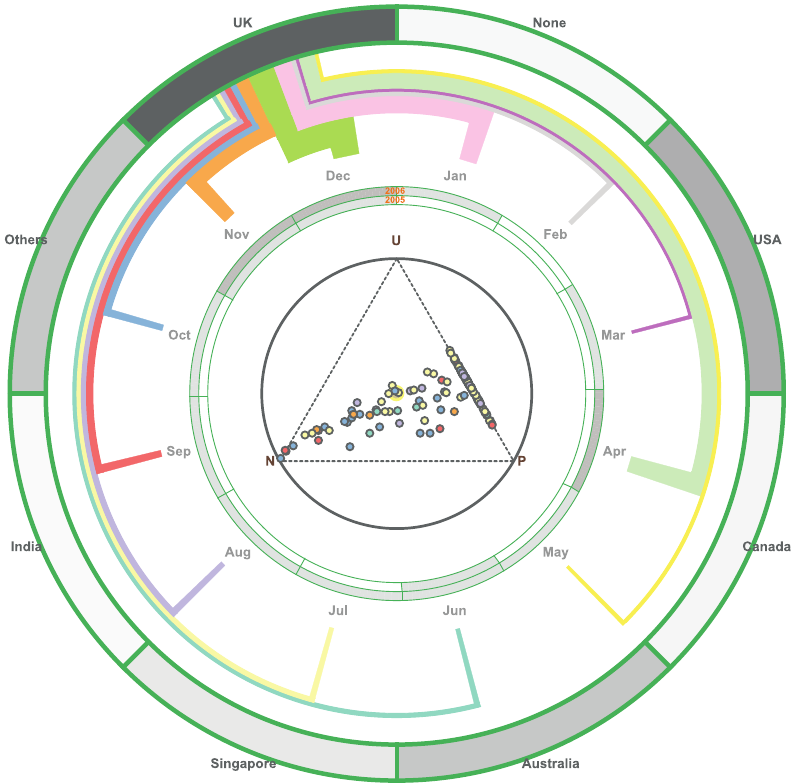 UK
None
Dec
Jan
2006
2005
Nov
Feb
Others
U
USA
Oct
Mar
Sep
N
P
Apr
India
Aug
May
Canada
Jul
Jun
Singapore
Australia